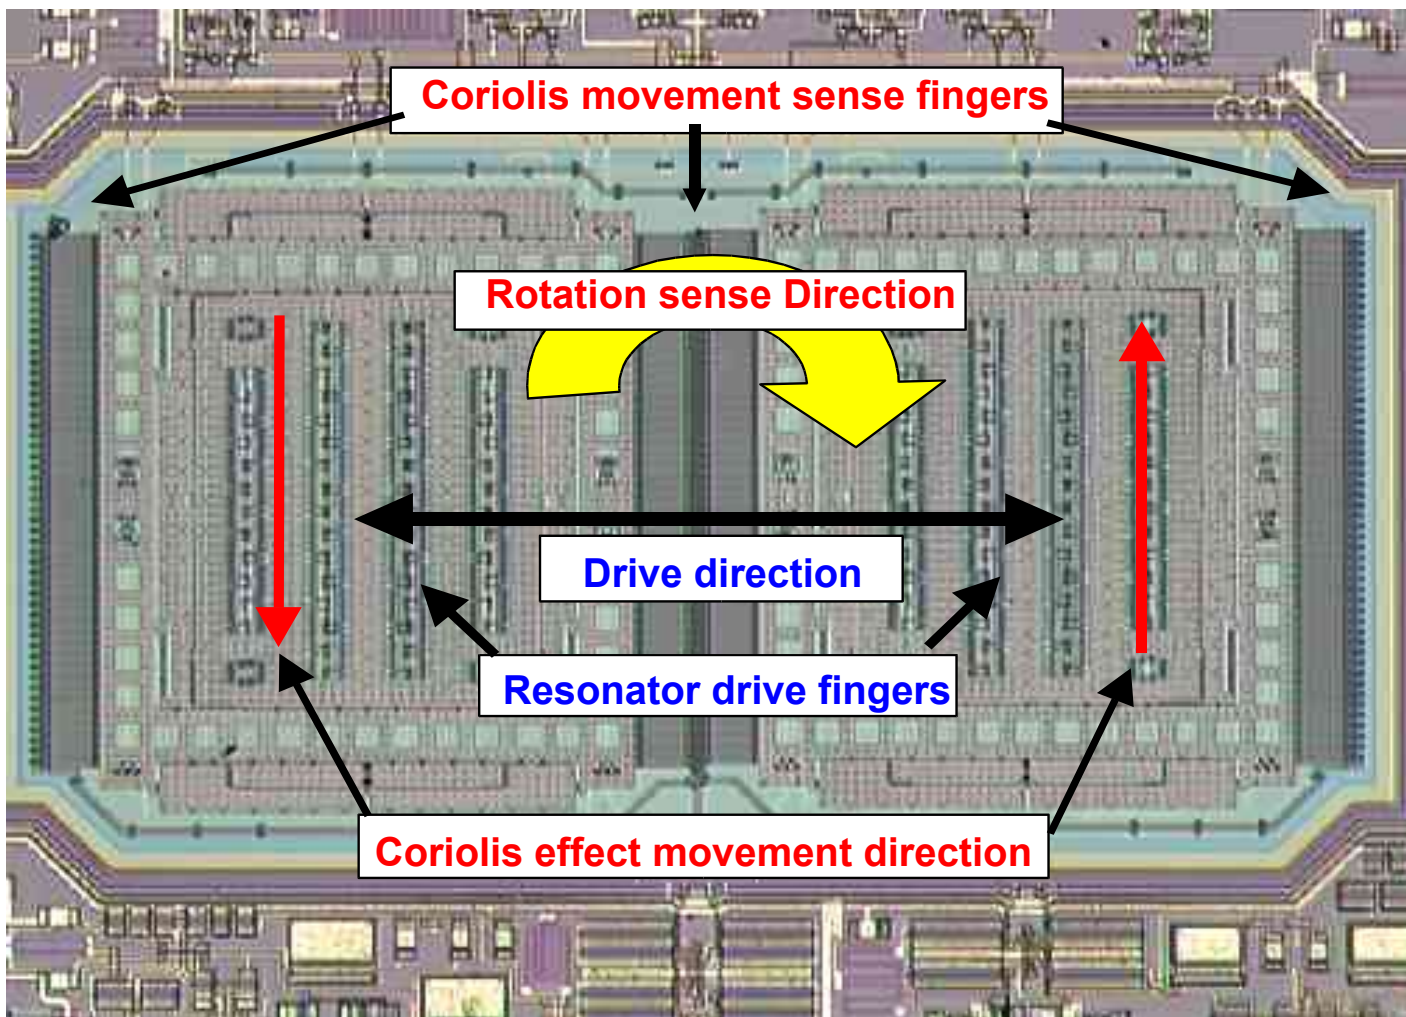 Coriolis movement sense fingers
Rotation sense Direction
Drive direction
Resonator drive fingers
Coriolis effect movement direction